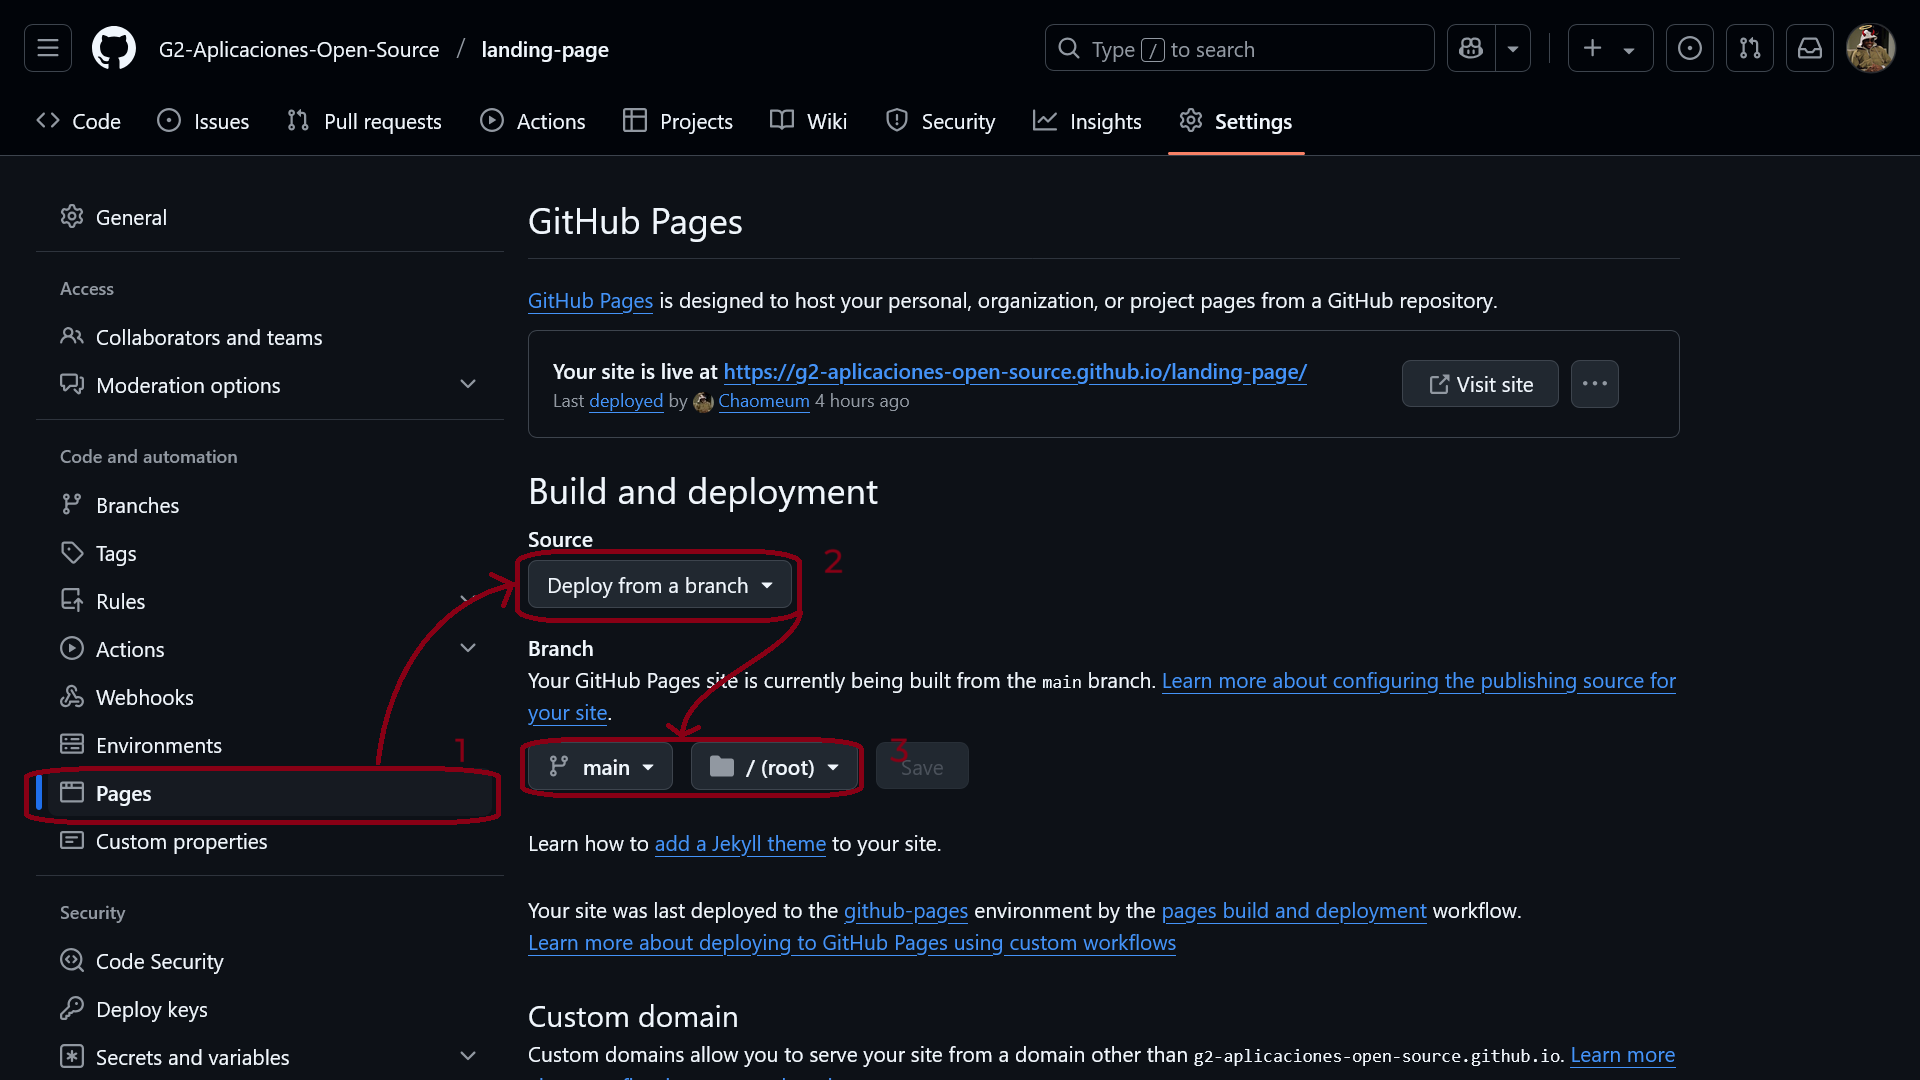 G2-Aplicaciones-Open-Source / landing-page
Type / to search
Code
Issues
Pull requests
Actions
Projects
Wiki
Security
Insights
Settings
General
Access
Collaborators and teams
Moderation options
Code and automation
Branches
Tags
Rules
Actions
Webhooks
Environments
1
Pages
Custom properties
Security
Code Security
Deploy keys
Secrets and variables
GitHub Pages
GitHub Pages is designed to host your personal, organization, or project pages from a GitHub repository.
Your site is live at https://g2-aplicaciones-open-source.github.io/landing-page/
Last deployed by Chaomeum 4 hours ago
Visit site
Build and deployment
Source
Deploy from a branch
2
Branch
Your GitHub Pages site is currently being built from the main branch. Learn more about configuring the publishing source for
your site.
main
/ (root)
3
Save
Learn how to add a Jekyll theme to your site.
Your site was last deployed to the github-pages environment by the pages build and deployment workflow.
Learn more about deploying to GitHub Pages using custom workflows
Custom domain
Custom domains allow you to serve your site from a domain other than g2-aplicaciones-open-source.github.io. Learn more